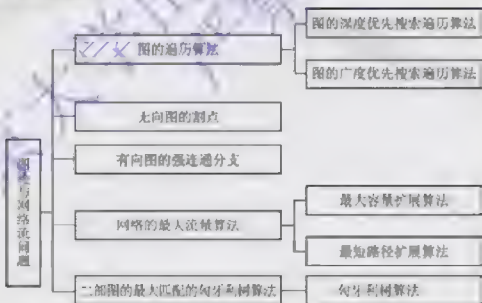 图的深度优先搜索遍历算法
图的遍历算法
图的广度优先搜索遍历算法
无向图的割点
有向图的强连通分支
图与网络流问题
最大容量扩展算法
网络的最大流量算法
最短路径扩展算法
二部图的最大匹配的匈牙利树算法
匈牙利树算法